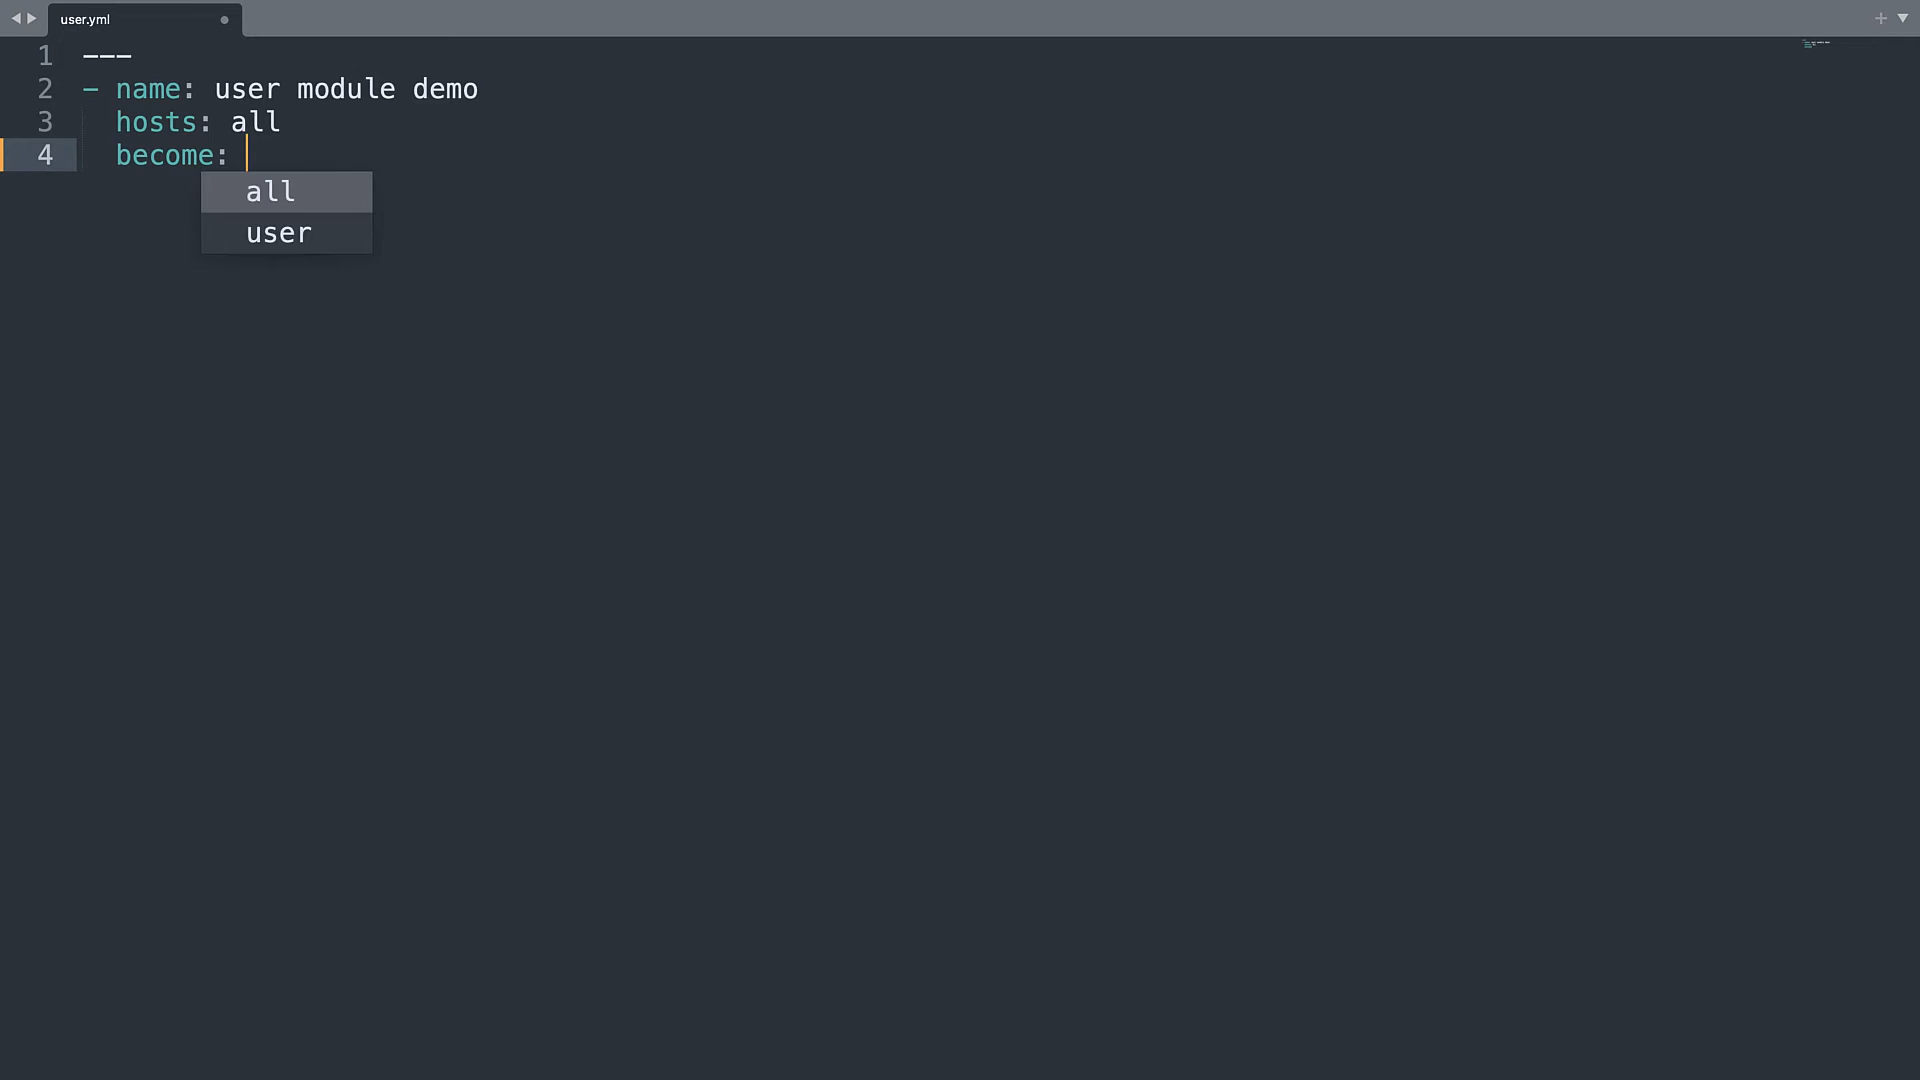 user.yml
1 ---
2 - name: user module demo
3   hosts: all
4   become:
all
user